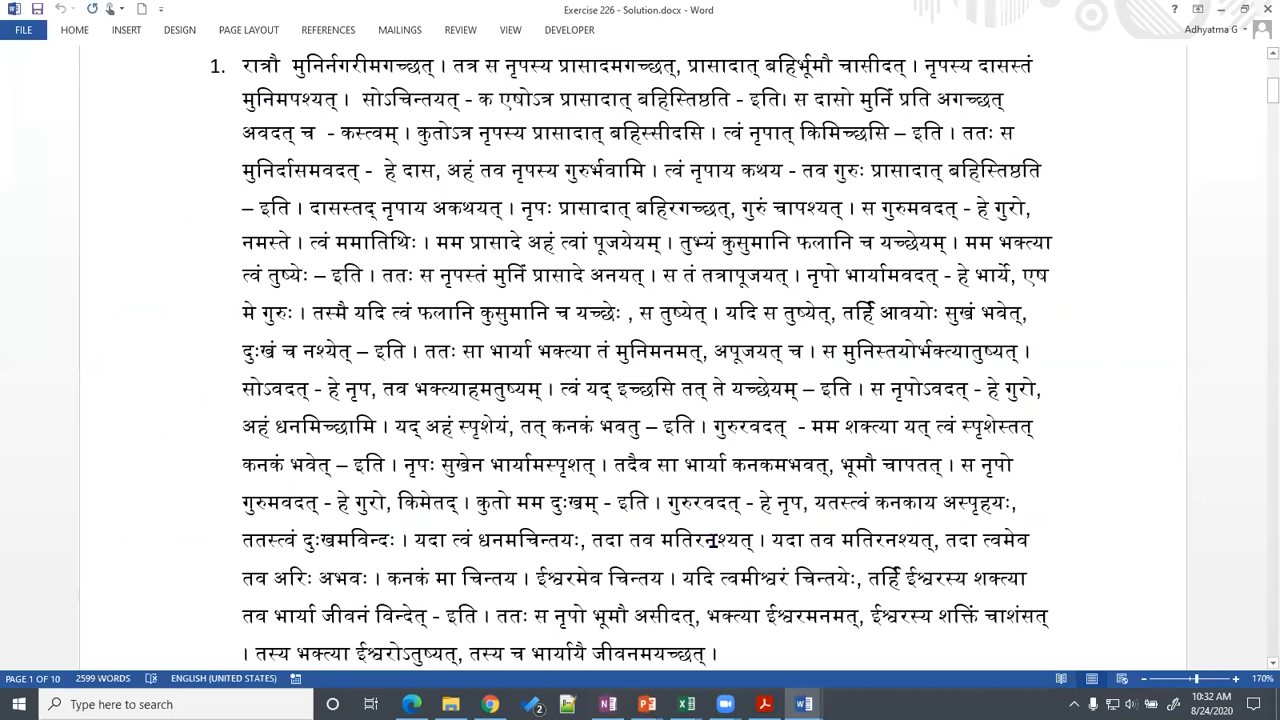 Exercise 226 - Solution.docx - Word
FILE HOME INSERT DESIGN PAGE LAYOUT REFERENCES MAILINGS REVIEW VIEW DEVELOPER Adhyatma G
1. रात्रौ मुनिर्नगरीमगच्छत् । तत्र स नृपस्य प्रासादमगच्छत्, प्रासादात् बहिर्भूमौ चासीदत् । नृपस्य दासस्तं
मुनिमपश्यत् । सोऽचिन्तयत् - क एषोऽत्र प्रासादात् बहिस्तिष्ठति - इति। स दासो मुनिं प्रति अगच्छत्
अवदत् च - कस्त्वम् । कुतोऽत्र नृपस्य प्रासादात् बहिस्सीदसि । त्वं नृपात् किमिच्छसि – इति । ततः स
मुनिर्दासमवदत् - हे दास, अहं तव नृपस्य गुरुर्भवामि । त्वं नृपाय कथय - तव गुरुः प्रासादात् बहिस्तिष्ठति
– इति । दासस्तद् नृपाय अकथयत् । नृपः प्रासादात् बहिरगच्छत्, गुरुं चापश्यत् । स गुरुमवदत् - हे गुरो,
नमस्ते । त्वं ममातिथिः । मम प्रासादे अहं त्वां पूजयेयम् । तुभ्यं कुसुमानि फलानि च यच्छेयम् । मम भक्त्या
त्वं तुष्येः – इति । ततः स नृपस्तं मुनिं प्रासादे अनयत् । स तं तत्रापूजयत् । नृपो भार्यामवदत् - हे भार्ये, एष
मे गुरुः । तस्मै यदि त्वं फलानि कुसुमानि च यच्छेः , स तुष्येत् । यदि स तुष्येत्, तर्हि आवयोः सुखं भवेत्,
दुःखं च नश्येत् – इति । ततः सा भार्या भक्त्या तं मुनिमनमत्, अपूजयत् च । स मुनिस्तयोर्भक्त्यातुष्यत् ।
सोऽवदत् - हे नृप, तव भक्त्याहमतुष्यम् । त्वं यद् इच्छसि तत् ते यच्छेयम् – इति । स नृपोऽवदत् - हे गुरो,
अहं धनमिच्छामि । यद् अहं स्पृशेयं, तत् कनकं भवतु – इति । गुरुरवदत् - मम शक्त्या यत् त्वं स्पृशेस्तत्
कनकं भवेत् – इति । नृपः सुखेन भार्यामस्पृशत् । तदैव सा भार्या कनकमभवत्, भूमौ चापतत् । स नृपो
गुरुमवदत् - हे गुरो, किमेतद् । कुतो मम दुःखम् - इति । गुरुरवदत् - हे नृप, यतस्त्वं कनकाय अस्पृहयः,
ततस्त्वं दुःखमविन्दः । यदा त्वं धनमचिन्तयः, तदा तव मतिरनश्यत् । यदा तव मतिरनश्यत्, तदा त्वमेव
तव अरिः अभवः । कनकं मा चिन्तय । ईश्वरमेव चिन्तय । यदि त्वमीश्वरं चिन्तयेः, तर्हि ईश्वरस्य शक्त्या
तव भार्या जीवनं विन्देत् - इति । ततः स नृपो भूमौ असीदत्, भक्त्या ईश्वरमनमत्, ईश्वरस्य शक्तिं चाशंसत्
। तस्य भक्त्या ईश्वरोऽतुष्यत्, तस्य च भार्यायै जीवनमयच्छत् ।
PAGE 1 OF 10 2599 WORDS ENGLISH (UNITED STATES) 170%
Type here to search 2 10:32 AM
8/24/2020